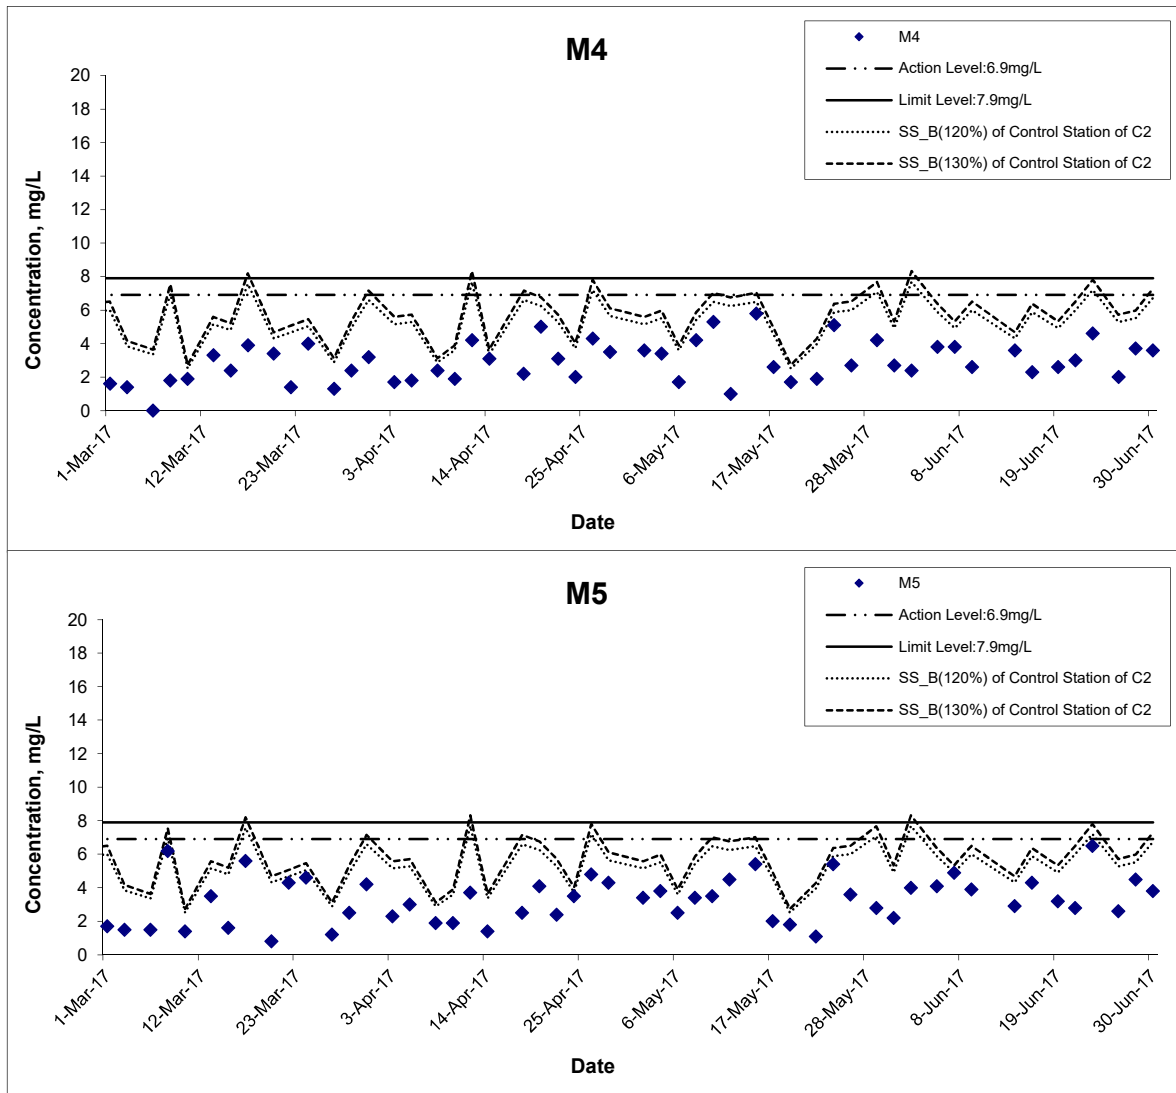 M4
M4
Action Level:6.9mg/L
Limit Level:7.9mg/L
SS_B(120%) of Control Station of C2
SS_B(130%) of Control Station of C2
Concentration, mg/L
20
18
16
14
12
10
8
6
4
2
0
1-Mar-17
12-Mar-17
23-Mar-17
3-Apr-17
14-Apr-17
25-Apr-17
6-May-17
17-May-17
28-May-17
8-Jun-17
19-Jun-17
30-Jun-17
Date
M5
M5
Action Level:6.9mg/L
Limit Level:7.9mg/L
SS_B(120%) of Control Station of C2
SS_B(130%) of Control Station of C2
Concentration, mg/L
20
18
16
14
12
10
8
6
4
2
0
1-Mar-17
12-Mar-17
23-Mar-17
3-Apr-17
14-Apr-17
25-Apr-17
6-May-17
17-May-17
28-May-17
8-Jun-17
19-Jun-17
30-Jun-17
Date